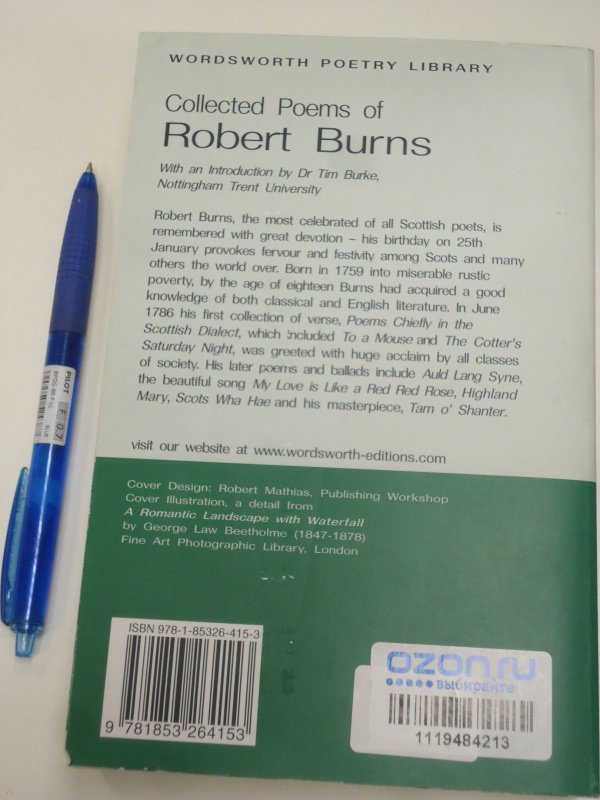 WORDSWORTH POETRY LIBRARY
Collected Poems of
Robert Burns
With an Introduction by Dr Tim Burke,
Nottingham Trent University
Robert Burns, the most celebrated of all Scottish poets, is
remembered with great devotion – his birthday on 25th
January provokes fervour and festivity among Scots and many
others the world over. Born in 1759 into miserable rustic
poverty, by the age of eighteen Burns had acquired a good
knowledge of both classical and English literature. In June
1786 his first collection of verse, Poems Chiefly in the
Scottish Dialect, which included To a Mouse and The Cotter's
Saturday Night, was greeted with huge acclaim by all classes
of society. His later poems and ballads include Auld Lang Syne,
the beautiful song My Love is Like a Red Red Rose, Highland
Mary, Scots Wha Hae and his masterpiece, Tam o' Shanter.
visit our website at www.wordsworth-editions.com
Cover Design: Robert Mathias, Publishing Workshop
Cover Illustration, a detail from
A Romantic Landscape with Waterfall
by George Law Beetholme (1847-1878)
Fine Art Photographic Library, London
ISBN 978-1-85326-415-3
9 781853 264153
ozon.ru
выбирайте
1119484213
PILOT F 0.7
BLUE